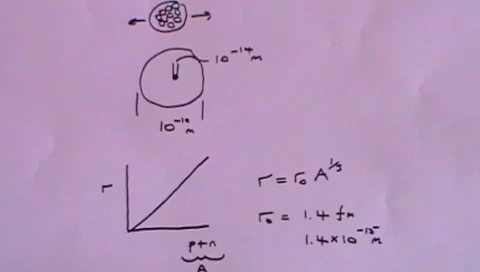 10⁻¹⁴ m
10⁻¹⁰ m
r
p+n
A
r = r₀ A^1/3
r₀ = 1.4 fm
1.4×10⁻¹⁵ m